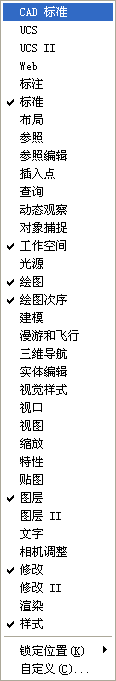 CAD 标准
UCS
UCS II
Web
标注
标准
布局
参照
参照编辑
插入点
查询
动态观察
对象捕捉
工作空间
光源
绘图
绘图次序
建模
漫游和飞行
三维导航
实体编辑
视觉样式
视口
视图
缩放
特性
贴图
图层
图层 II
文字
相机调整
修改
修改 II
渲染
样式
锁定位置(K)
自定义(C)...